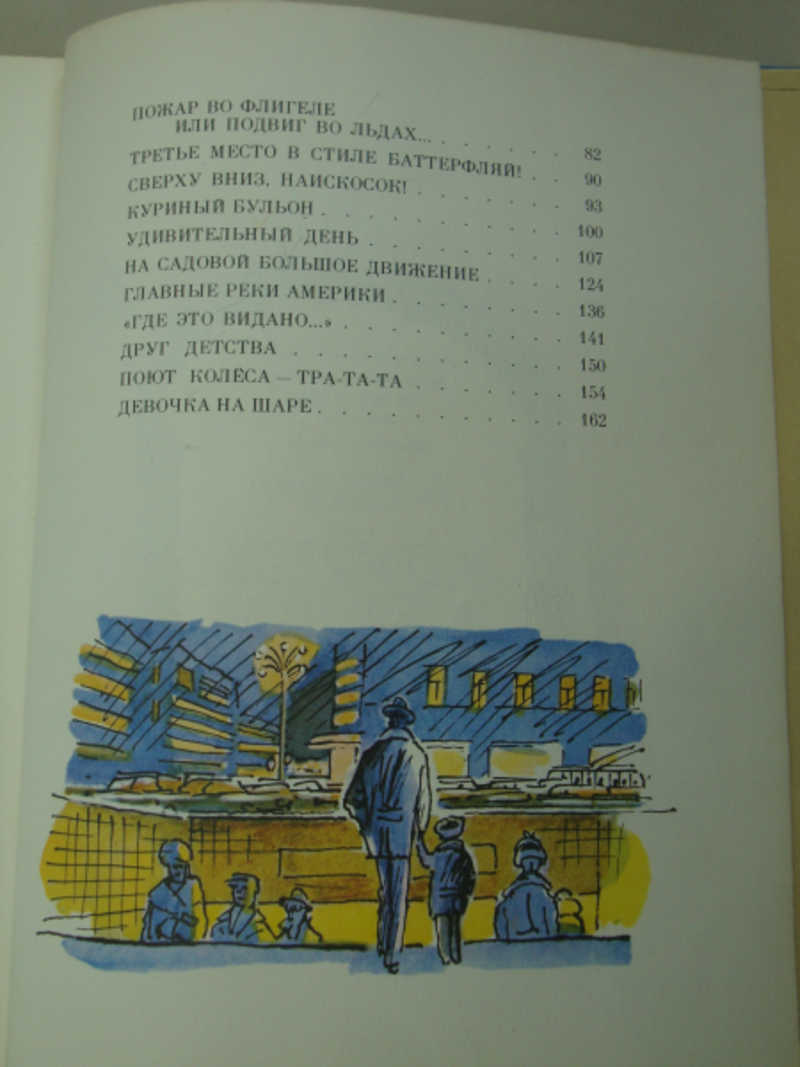 ПОЖАР ВО ФЛИГЕЛЕ
ИЛИ ПОДВИГ ВО ЛЬДАХ... . . . . . 82
ТРЕТЬЕ МЕСТО В СТИЛЕ БАТТЕРФЛЯЙ! . . 90
СВЕРХУ ВНИЗ, НАИСКОСОК! . . . . . . 93
КУРИНЫЙ БУЛЬОН . . . . . . . . . . 100
УДИВИТЕЛЬНЫЙ ДЕНЬ . . . . . . . . 107
НА САДОВОЙ БОЛЬШОЕ ДВИЖЕНИЕ . . . . 124
ГЛАВНЫЕ РЕКИ АМЕРИКИ . . . . . . . 136
«ГДЕ ЭТО ВИДАНО...» . . . . . . . . . 141
ДРУГ ДЕТСТВА . . . . . . . . . . . 150
ПОЮТ КОЛЕСА — ТРА-ТА-ТА . . . . . . 154
ДЕВОЧКА НА ШАРЕ . . . . . . . . . . 162